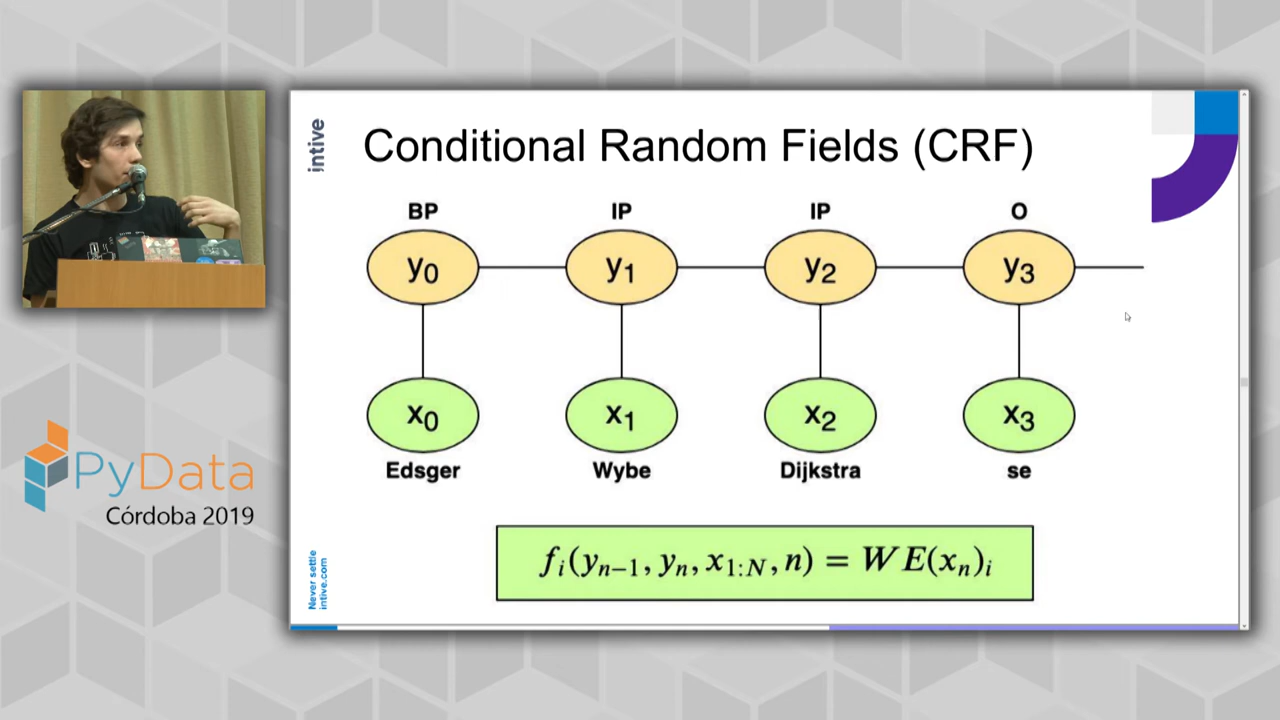 intive
Conditional Random Fields (CRF)
BP IP IP O
y0 y1 y2 y3
x0 x1 x2 x3
Edsger Wybe Dijkstra se
fi(yn−1, yn, x1:N, n) = WE(xn)i
Never settle
intive.com
PyData
Córdoba 2019